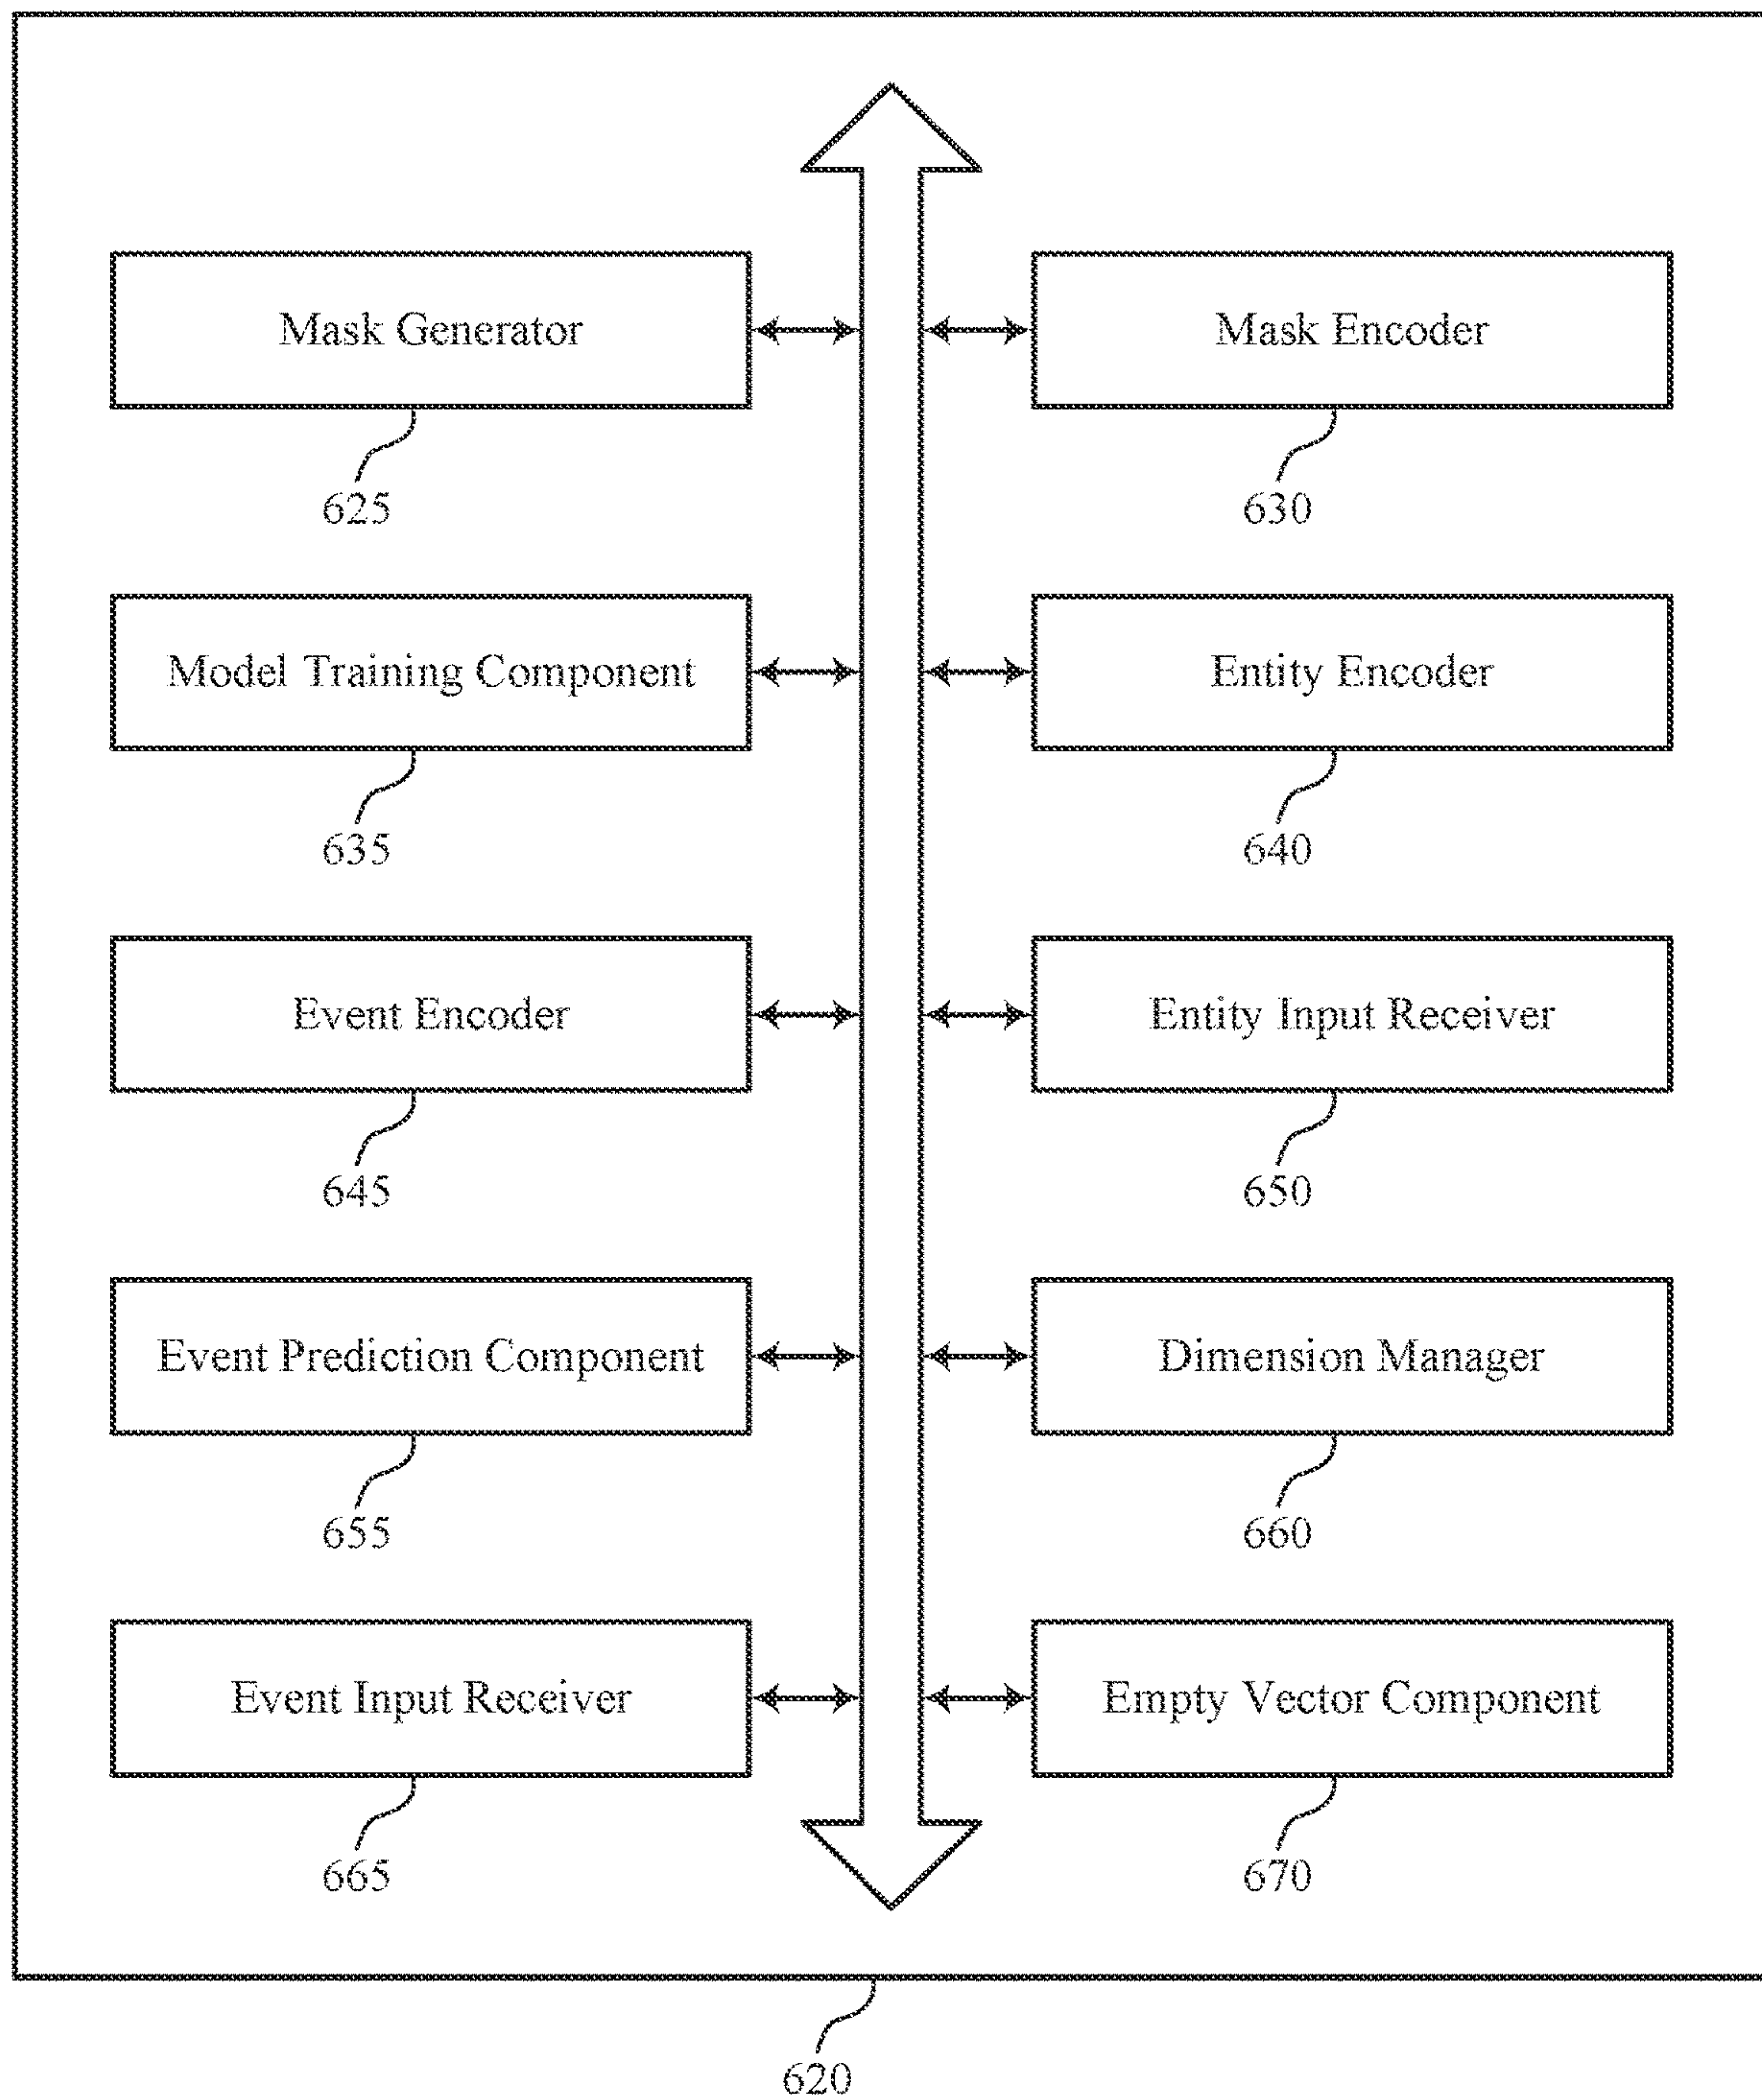 Mask Generator
Mask Encoder
625
630
Model Training Component
Entity Encoder
635
640
Event Encoder
Entity Input Receiver
645
650
Event Prediction Component
Dimension Manager
655
660
Event Input Receiver
Empty Vector Component
665
670
620